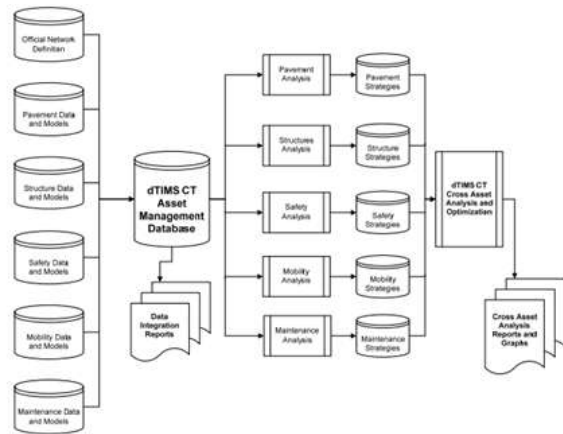 Official Network
Definition
Pavement Data
and Models
Structure Data
and Models
Safety Data
and Models
Mobility Data
and Models
Maintenance Data
and Models
dTIMS CT
Asset
Management
Database
Data
Integration
Reports
Pavement
Analysis
Structures
Analysis
Safety
Analysis
Mobility
Analysis
Maintenance
Analysis
Pavement
Strategies
Structure
Strategies
Safety
Strategies
Mobility
Strategies
Maintenance
Strategies
dTIMS CT
Cross Asset
Analysis and
Optimization
Cross Asset
Analysis
Reports and
Graphs